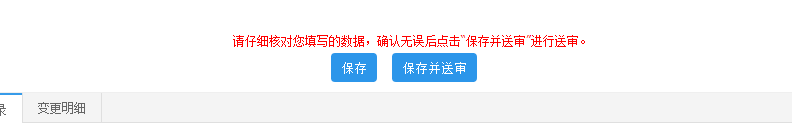 请仔细核对您填写的数据，确认无误后点击“保存并送审”进行送审。
保存 保存并送审
录 变更明细